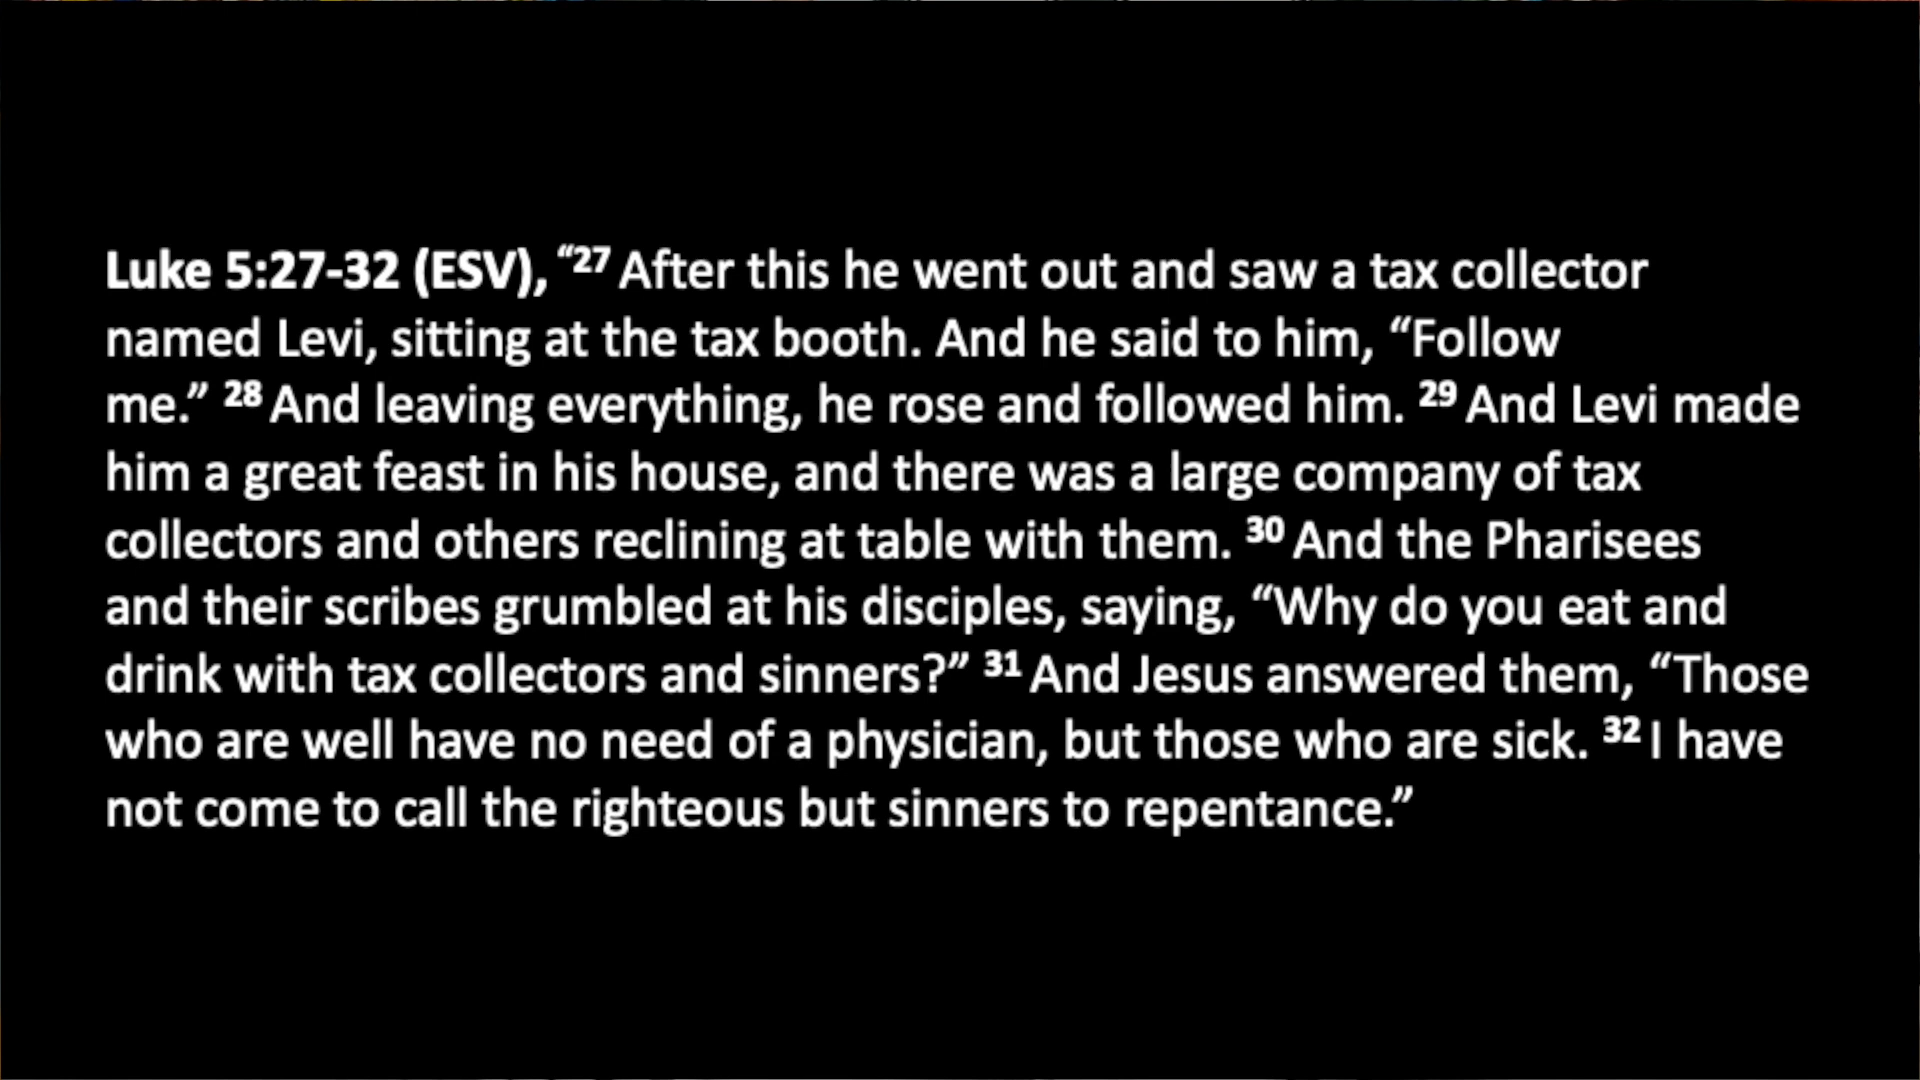 Luke 5:27-32 (ESV), “27 After this he went out and saw a tax collector
named Levi, sitting at the tax booth. And he said to him, “Follow
me.” 28 And leaving everything, he rose and followed him. 29 And Levi made
him a great feast in his house, and there was a large company of tax
collectors and others reclining at table with them. 30 And the Pharisees
and their scribes grumbled at his disciples, saying, “Why do you eat and
drink with tax collectors and sinners?” 31 And Jesus answered them, “Those
who are well have no need of a physician, but those who are sick. 32 I have
not come to call the righteous but sinners to repentance.”